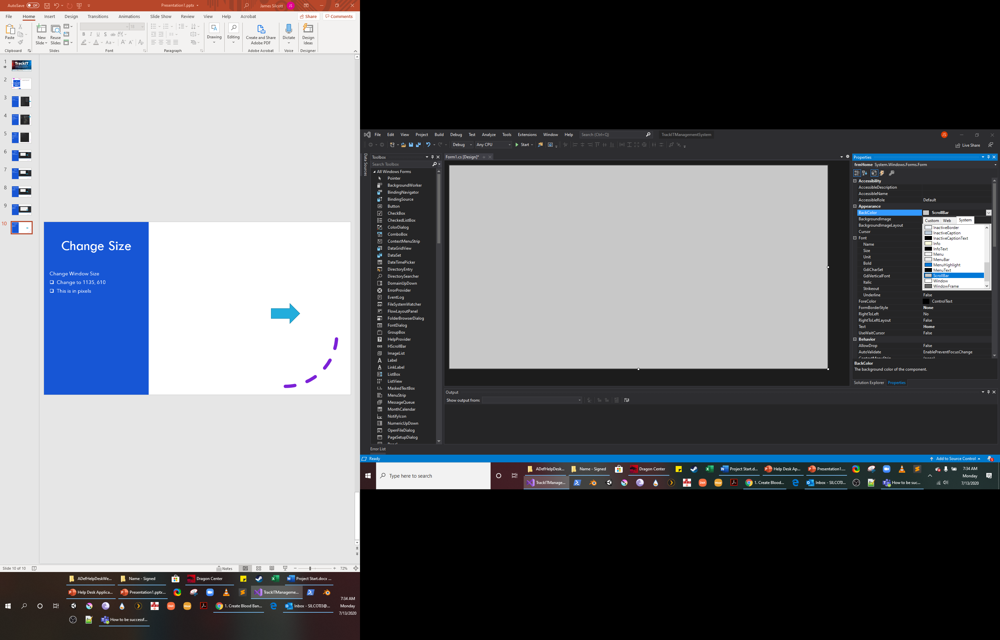 AutoSave Off Presentation1.pptx James Silcott JS
File Home Insert Design Transitions Animations Slide Show Review View Help Acrobat Share Comments
Paste New Slide Reuse Slides 18 Drawing Editing Create and Share Adobe PDF Dictate Design Ideas
Clipboard Slides Font Paragraph Adobe Acrobat Voice Designer
1
TrackIT
2
3
4
5
6
7
8
9
10
Change Size
Change Window Size
Change to 1135, 610
This is in pixels
Slide 10 of 10 Notes 72%
ADefHelpDeskWe... Name - Signed Dragon Center Project Start.docx ...
Help Desk Applica... Presentation1.pptx... TrackITManageme...
1. Create Blood Ban... Inbox - SILCOTJ3@...
How to be successf...
7:34 AM
Monday
7/13/2020
File Edit View Project Build Debug Test Analyze Tools Extensions Window Help Search (Ctrl+Q) TrackITManagementSystem JS
Debug Any CPU Start Live Share
Data Sources
Toolbox
Search Toolbox
All Windows Forms
Pointer
BackgroundWorker
BindingNavigator
BindingSource
Button
CheckBox
CheckedListBox
ColorDialog
ComboBox
ContextMenuStrip
DataGridView
DataSet
DateTimePicker
DirectoryEntry
DirectorySearcher
DomainUpDown
ErrorProvider
EventLog
FileSystemWatcher
FlowLayoutPanel
FolderBrowserDialog
FontDialog
GroupBox
HelpProvider
HScrollBar
ImageList
Label
LinkLabel
ListBox
ListView
MaskedTextBox
MenuStrip
MessageQueue
MonthCalendar
NotifyIcon
NumericUpDown
OpenFileDialog
PageSetupDialog
Form1.cs [Design]*
Properties
frmHome System.Windows.Forms.Form
Accessibility
AccessibleDescription
AccessibleName
AccessibleRole Default
Appearance
BackColor ScrollBar
BackgroundImage
BackgroundImageLayout
Cursor
Font
Name
Size
Unit
Bold
GdiCharSet
GdiVerticalFont
Italic
Strikeout
Underline False
ForeColor ControlText
FormBorderStyle None
RightToLeft No
RightToLeftLayout False
Text Home
UseWaitCursor False
Behavior
AllowDrop False
AutoValidate EnablePreventFocusChange
ContextMenuStrip (none)
Custom Web System
InactiveBorder
InactiveCaption
InactiveCaptionText
Info
InfoText
Menu
MenuBar
MenuHighlight
MenuText
ScrollBar
Window
WindowFrame
BackColor
The background color of the component.
Solution Explorer Properties
Output
Show output from:
Error List
Ready Add to Source Control 5
Type here to search
ADefHelpDesk... Name - Signed Dragon Center Project Start.d... Help Desk Ap... Presentation1....
TrackITManage... DeX Wear 1. Create Blood... Inbox - SILCOTJ... How to be suc...
7:34 AM
Monday
7/13/2020